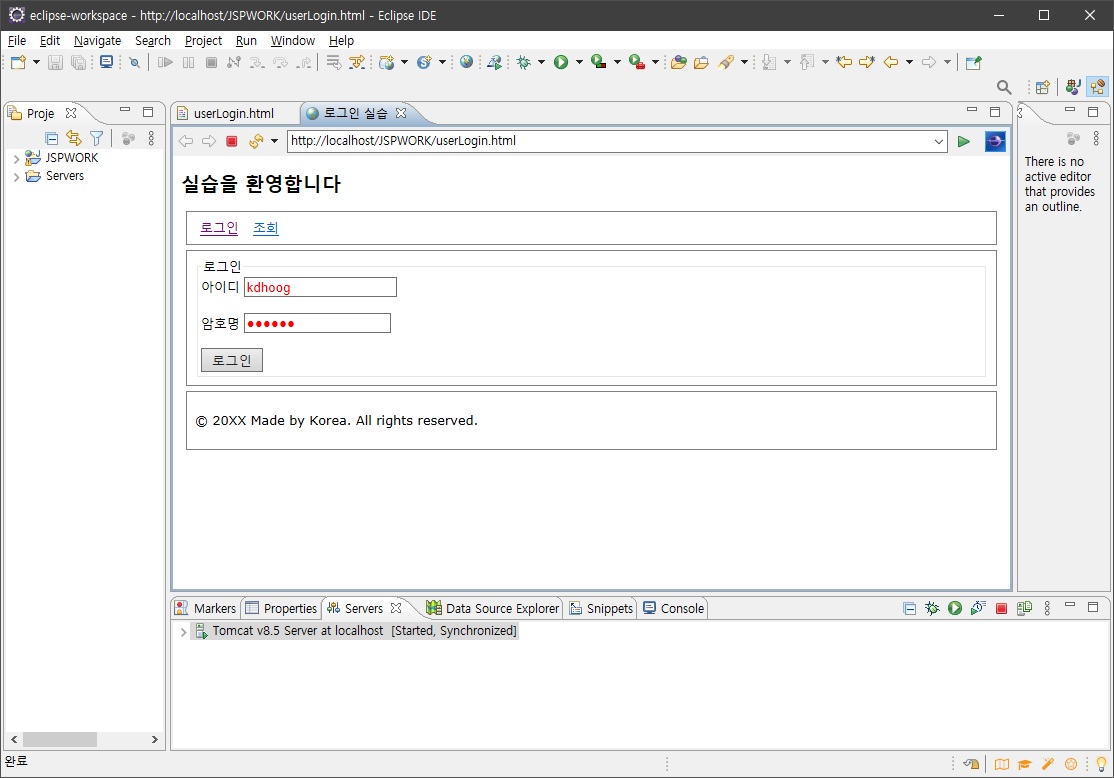 eclipse-workspace - http://localhost/JSPWORK/userLogin.html - Eclipse IDE
File Edit Navigate Search Project Run Window Help
Proje
JSPWORK
Servers
userLogin.html 로그인 실습
http://localhost/JSPWORK/userLogin.html
실습을 환영합니다
로그인 조회
로그인
아이디 kdhoog
암호명 ●●●●●●
로그인
© 20XX Made by Korea. All rights reserved.
There is no
active editor
that provides
an outline.
Markers Properties Servers Data Source Explorer Snippets Console
Tomcat v8.5 Server at localhost [Started, Synchronized]
완료